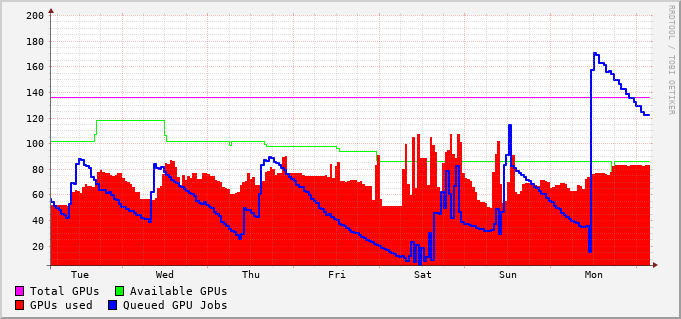 200
180
160
140
120
100
80
60
40
20
Tue Wed Thu Fri Sat Sun Mon
Total GPUs Available GPUs
GPUs used Queued GPU Jobs
RRDTOOL / TOBI OETIKER